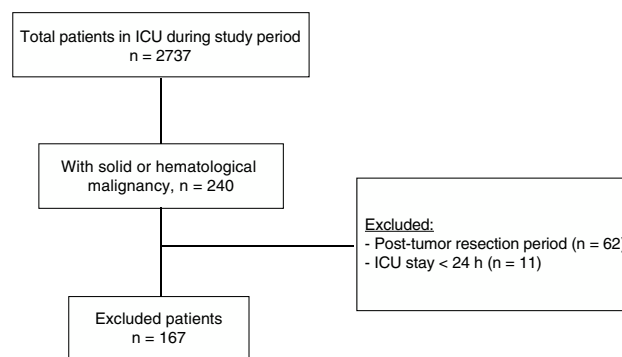 Total patients in ICU during study period
n = 2737
With solid or hematological
malignancy, n = 240
Excluded:
- Post-tumor resection period (n = 62)
- ICU stay < 24 h (n = 11)
Excluded patients
n = 167